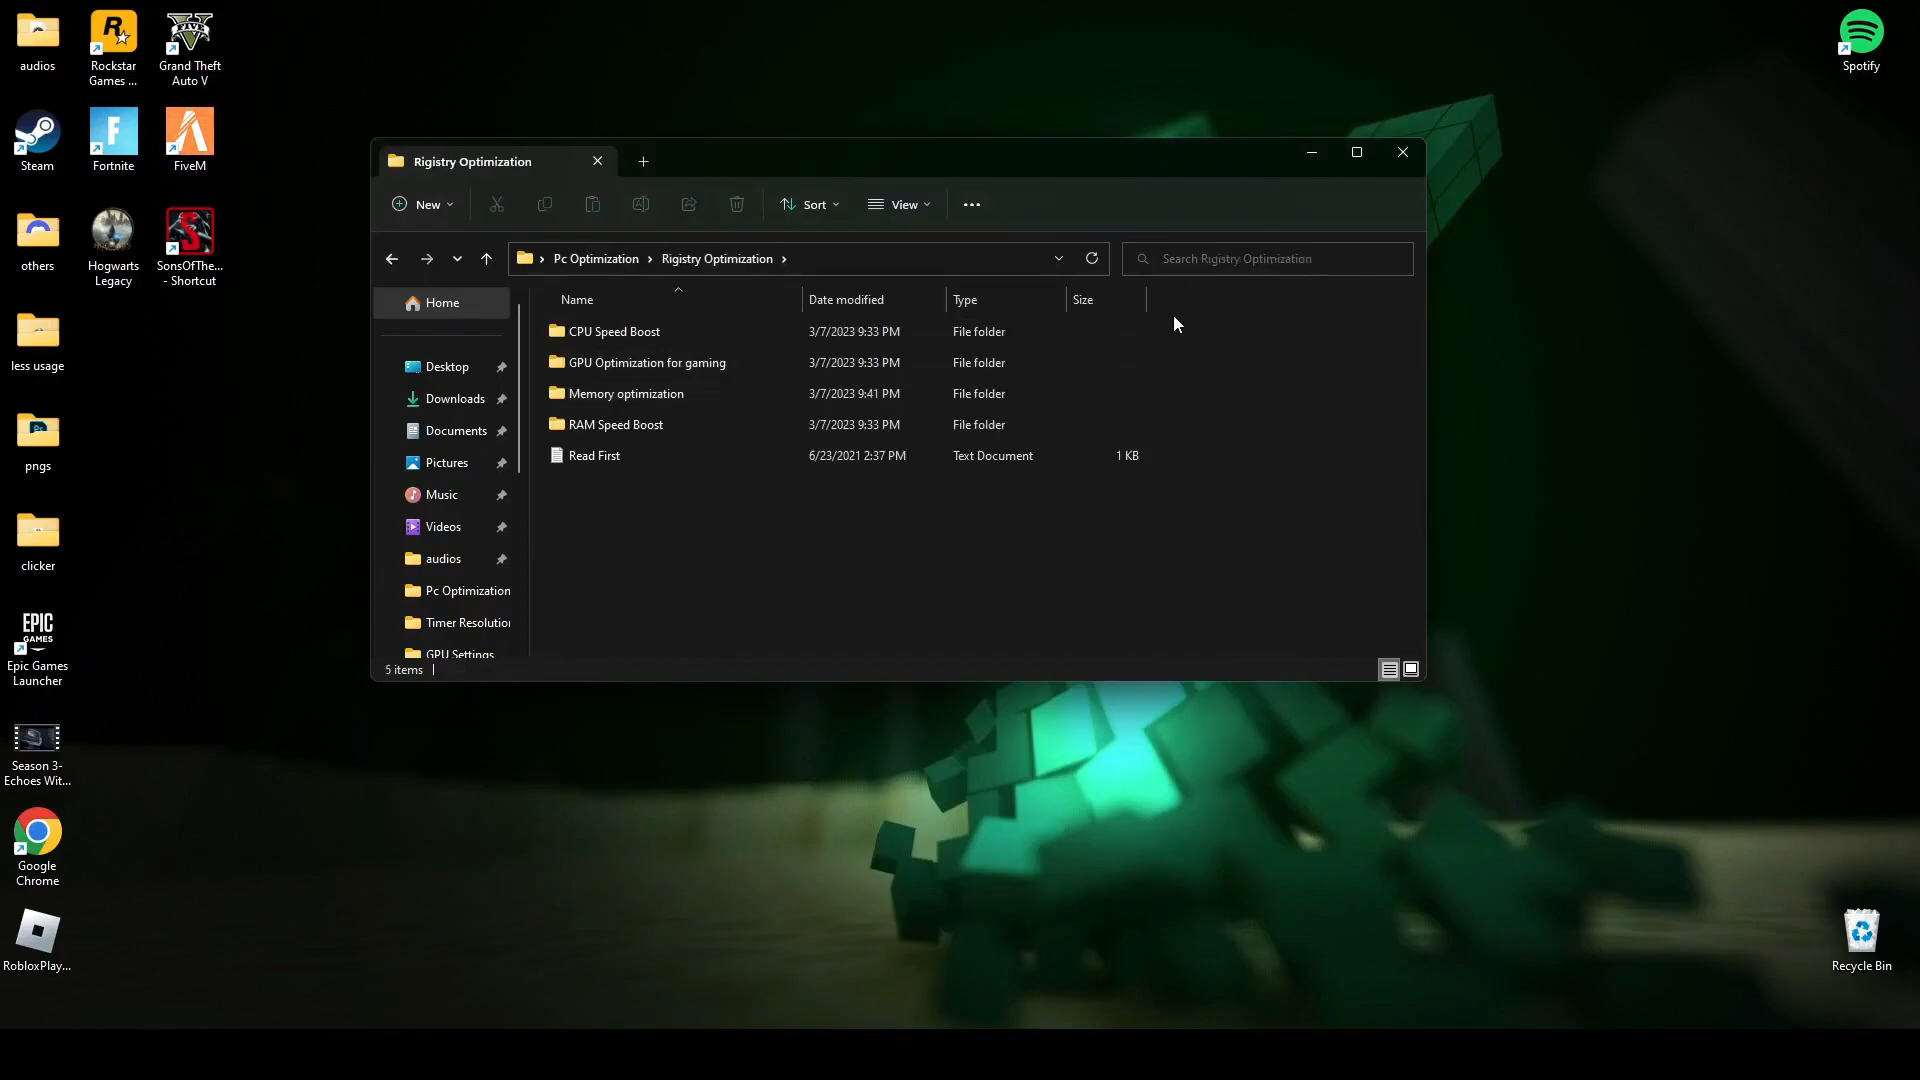 audios
Rockstar
Games ...
Grand Theft
Auto V
Spotify
Steam
Fortnite
FiveM
others
Hogwarts
Legacy
SonsOfThe...
- Shortcut
less usage
pngs
clicker
EPIC
GAMES
Epic Games
Launcher
Season 3-
Echoes Wit...
Google
Chrome
RobloxPlay...
Recycle Bin
Rigistry Optimization
New
Sort
View
Pc Optimization
Rigistry Optimization
Search Rigistry Optimization
Home
Desktop
Downloads
Documents
Pictures
Music
Videos
audios
Pc Optimization
Timer Resolution
GPU Settings
Name Date modified Type Size
CPU Speed Boost 3/7/2023 9:33 PM File folder
GPU Optimization for gaming 3/7/2023 9:33 PM File folder
Memory optimization 3/7/2023 9:41 PM File folder
RAM Speed Boost 3/7/2023 9:33 PM File folder
Read First 6/23/2021 2:37 PM Text Document 1 KB
5 items